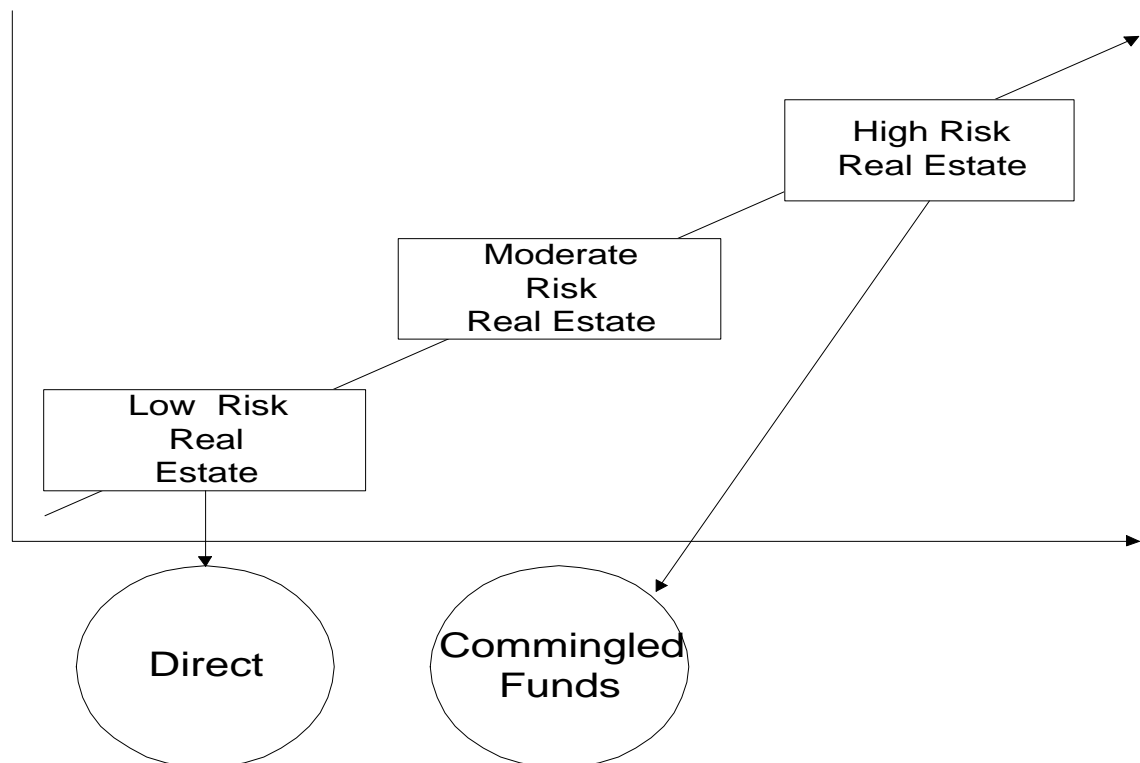 High Risk
Real Estate
Moderate
Risk
Real Estate
Low Risk
Real
Estate
Direct
Commingled
Funds